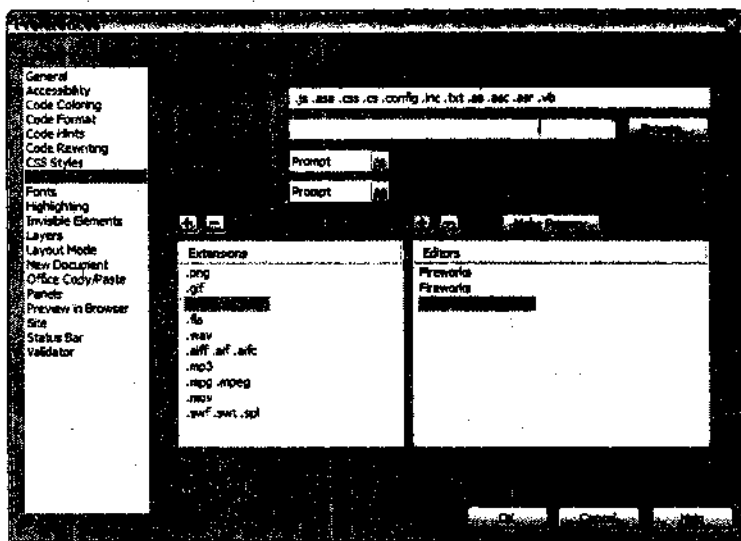 General
Accessibility
Code Coloring
Code Format
Code Hints
Code Rewriting
CSS Styles
Fonts
Highlighting
Invisible Elements
Layers
Layout Mode
New Document
Office Copy/Paste
Panels
Preview in Browser
Site
Status Bar
Validator
.js .asa .css .cs .config .inc .txt .as .asc .asr .vb
Prompt
Prompt
Extensions
.png
.gif
.fla
.wav
.aiff .aif .aifc
.mp3
.mpg .mpeg
.mov
.swf .swt .spl
Editors
Fireworks
Fireworks
OK
Cancel
Help